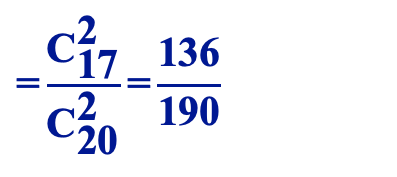 = C²₁₇ / C²₂₀ = 136 / 190